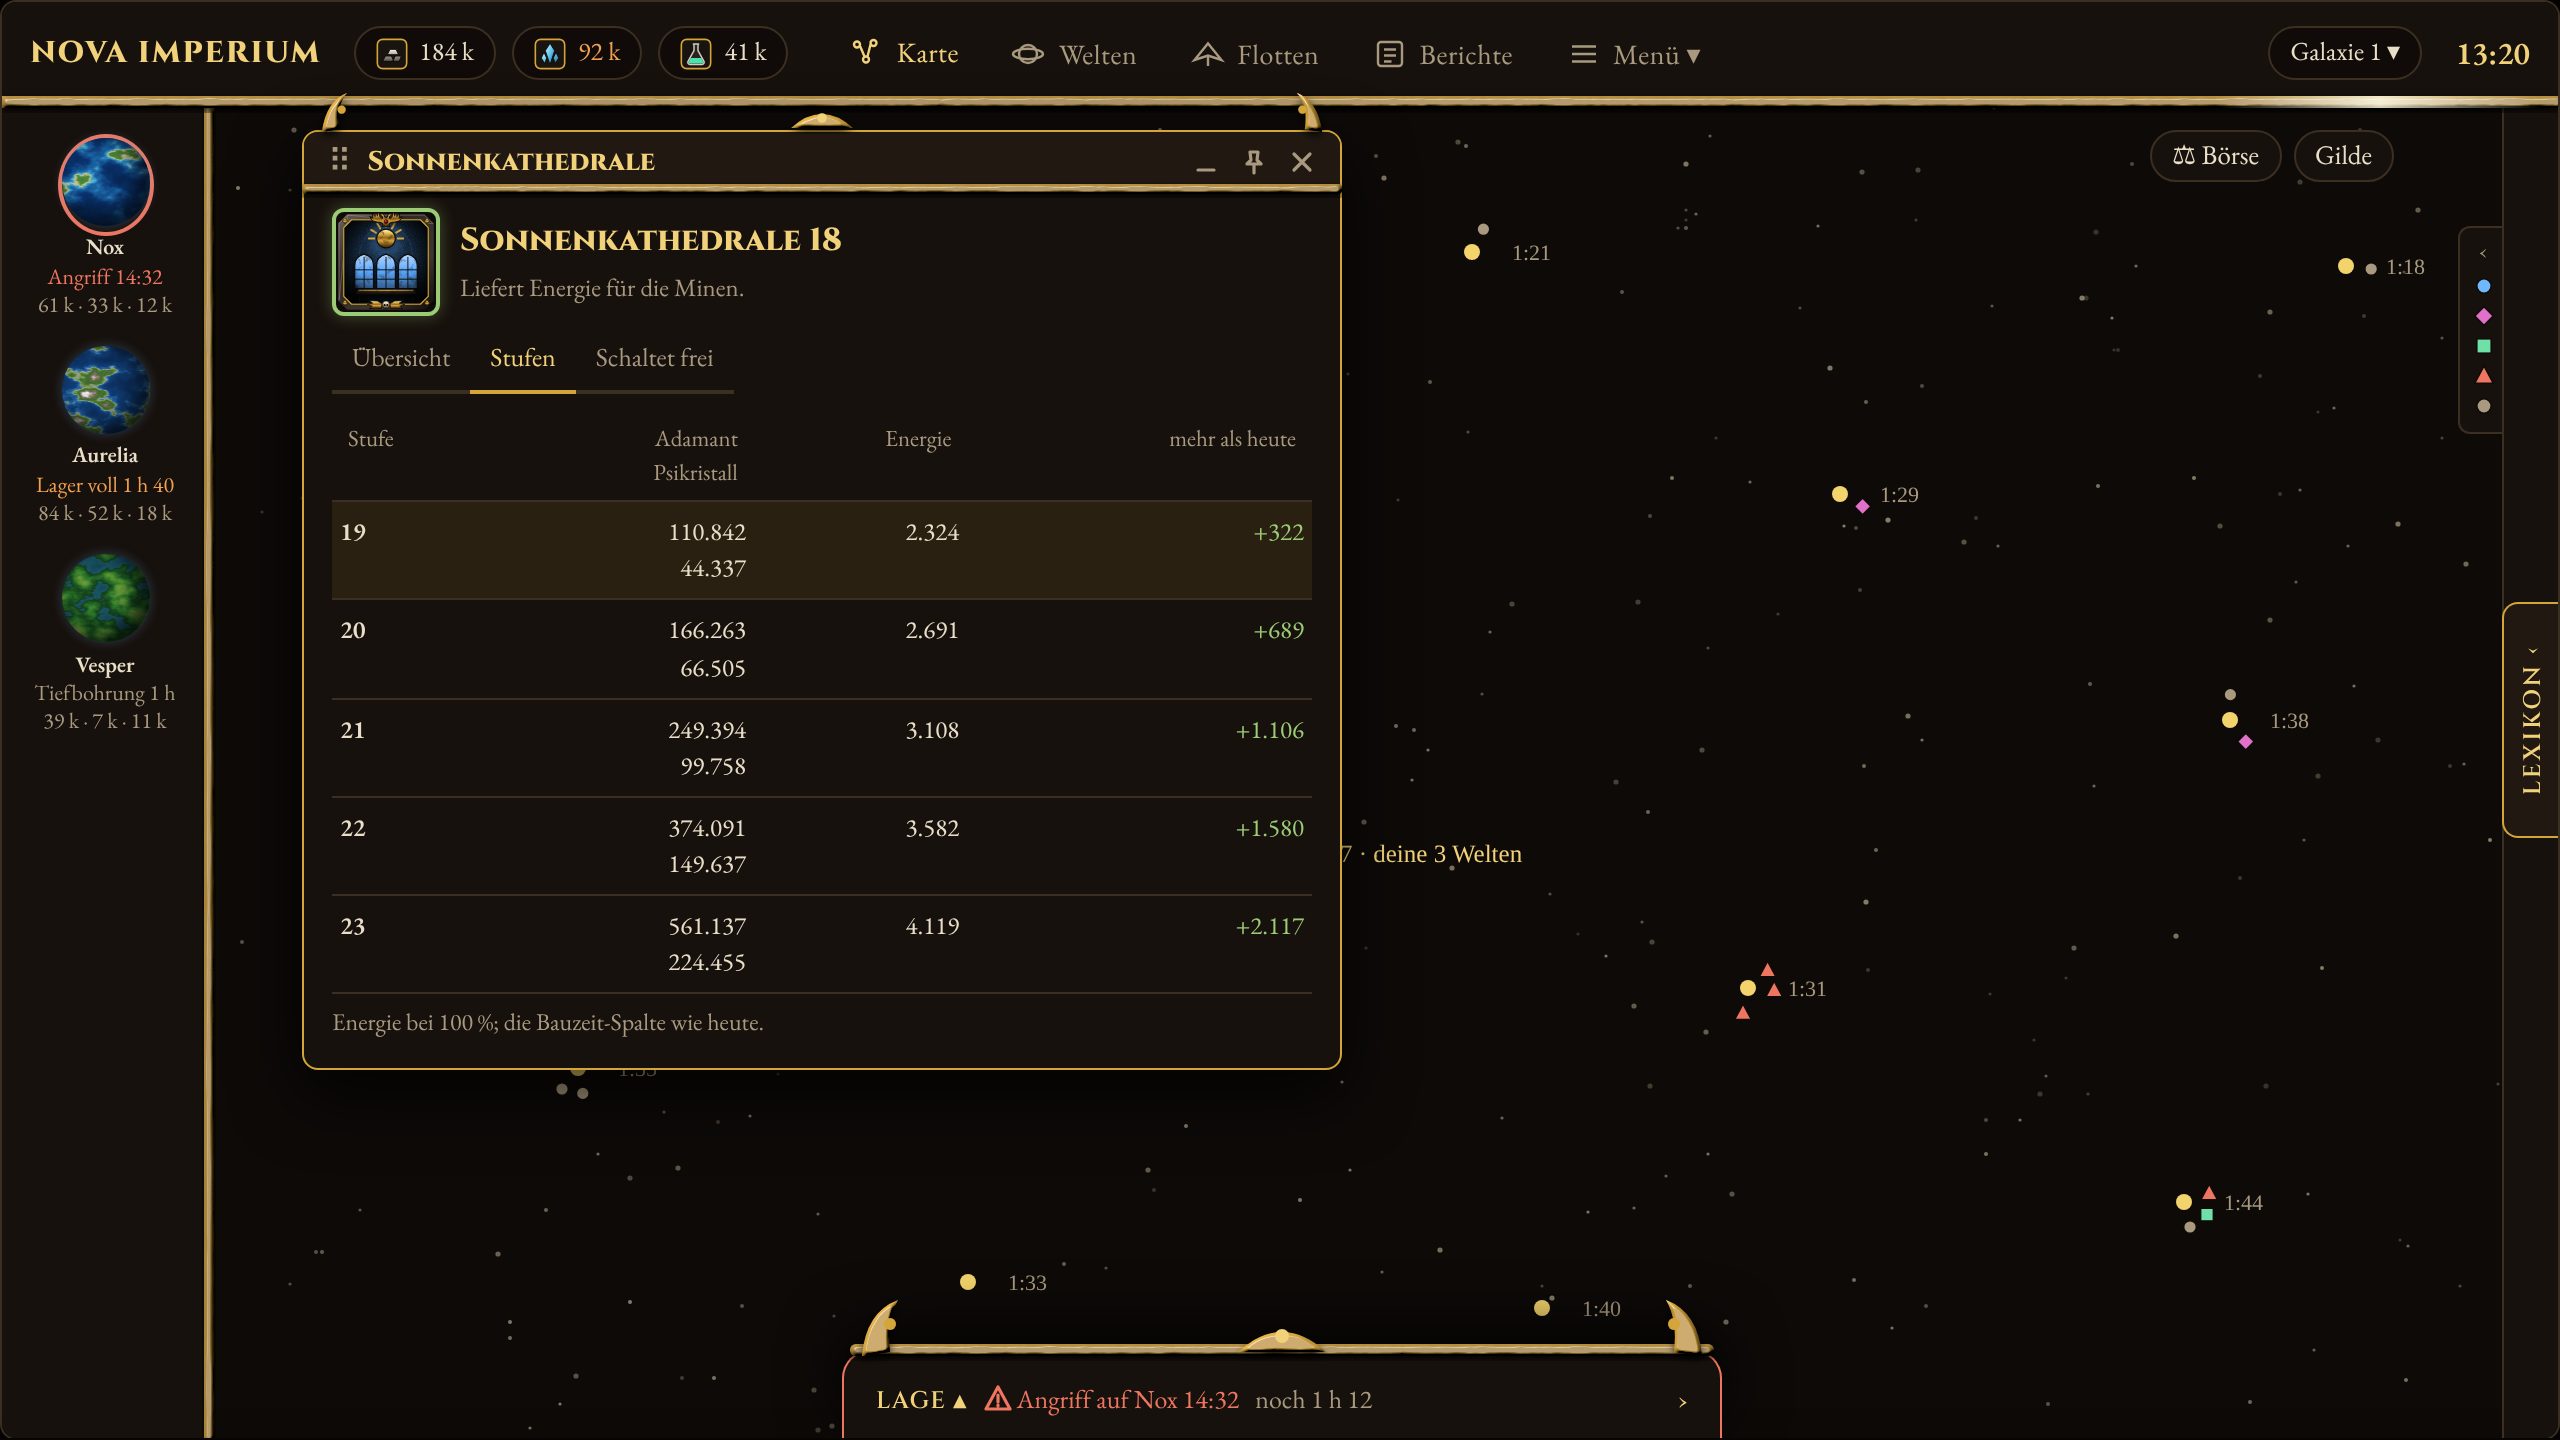 NOVA IMPERIUM
184 k
92 k
41 k
Karte
Welten
Flotten
Berichte
Menü ▾
Galaxie 1 ▾
13:20
Nox
Angriff 14:32
61 k · 33 k · 12 k
Aurelia
Lager voll 1 h 40
84 k · 52 k · 18 k
Vesper
Tiefbohrung 1 h
39 k · 7 k · 11 k
Sonnenkathedrale
Sonnenkathedrale 18
Liefert Energie für die Minen.
Übersicht Stufen Schaltet frei
Stufe Adamant Energie mehr als heute
Psikristall
19 110.842 2.324 +322
44.337
20 166.263 2.691 +689
66.505
21 249.394 3.108 +1.106
99.758
22 374.091 3.582 +1.580
149.637
23 561.137 4.119 +2.117
224.455
Energie bei 100 %; die Bauzeit-Spalte wie heute.
Börse
Gilde
1:21
1:18
1:29
1:38
7 · deine 3 Welten
1:31
1:44
1:33
1:40
LEXIKON ‹
LAGE ▴ Angriff auf Nox 14:32 noch 1 h 12 ›